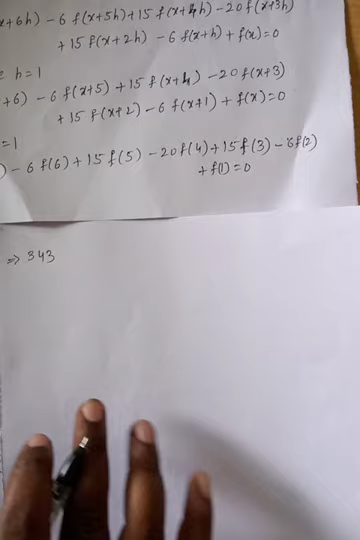 x+6h) - 6 f(x+5h) + 15 f(x+4h) - 20 f(x+3h)
+ 15 f(x+2h) - 6 f(x+h) + f(x) = 0
h = 1
+6) - 6 f(x+5) + 15 f(x+4) - 20 f(x+3)
+ 15 f(x+2) - 6 f(x+1) + f(x) = 0
= 1
) - 6 f(6) + 15 f(5) - 20 f(4) + 15 f(3) - 6 f(2)
+ f(1) = 0
⇒ 343